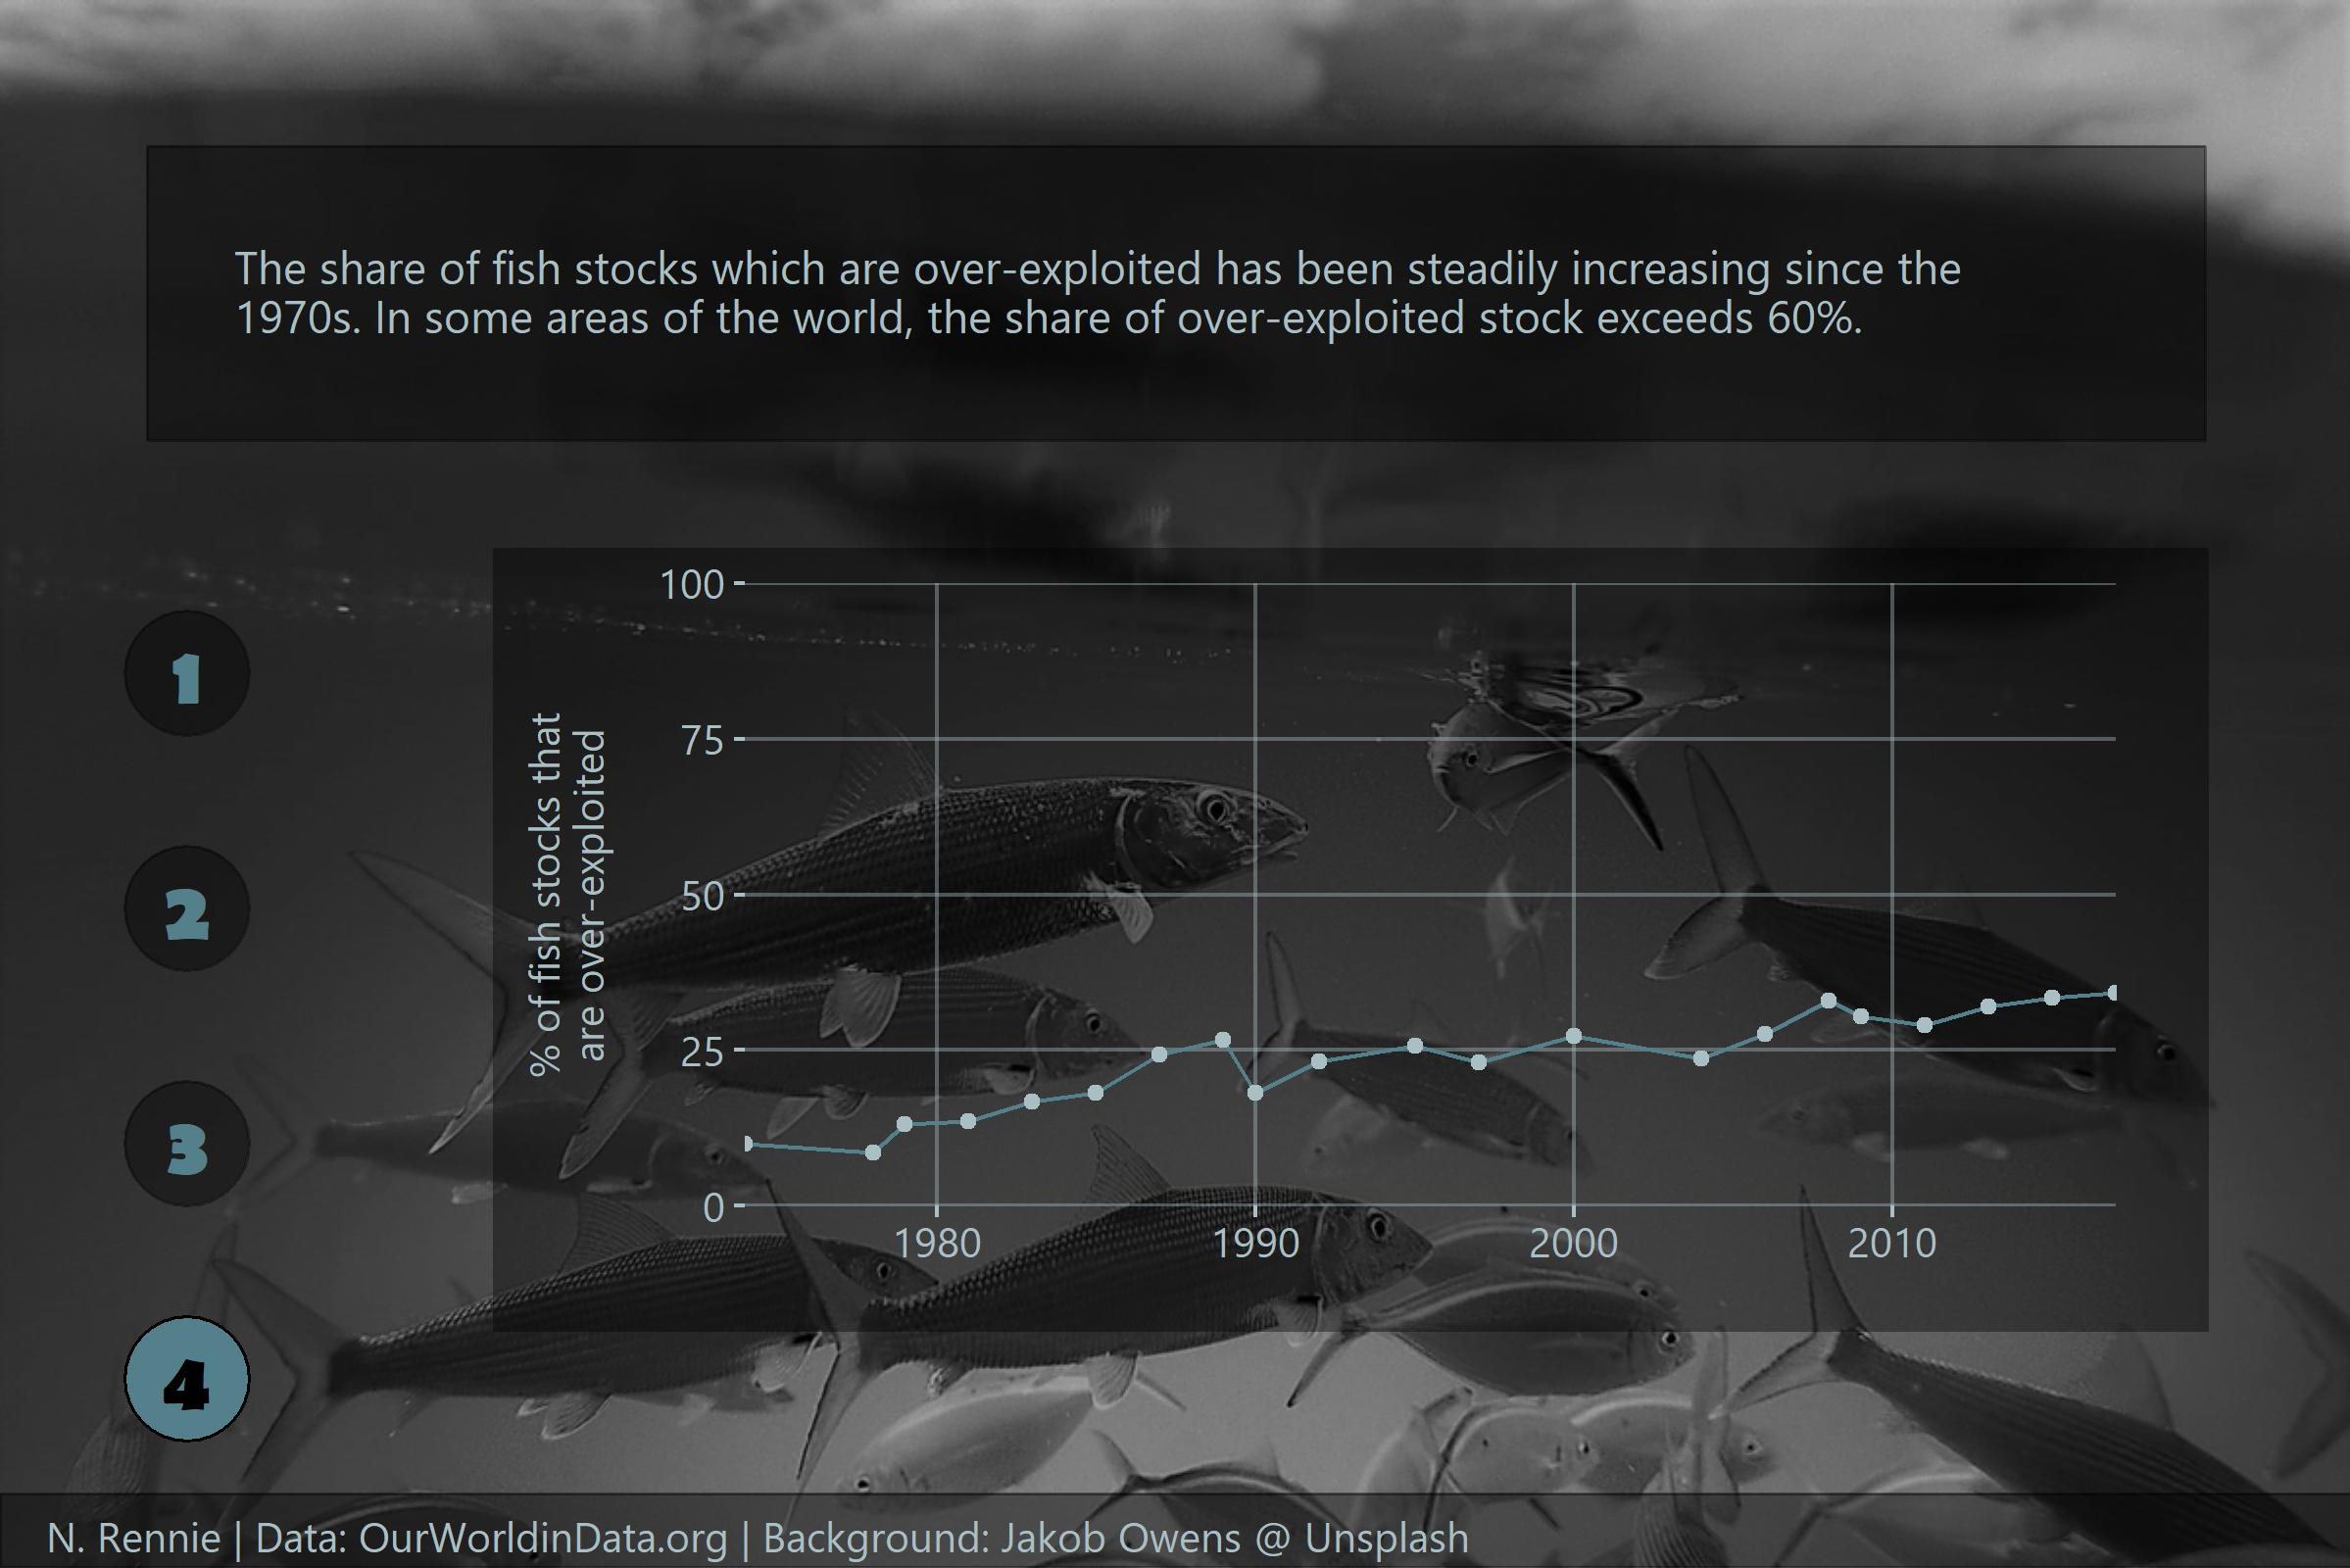 The share of fish stocks which are over-exploited has been steadily increasing since the
1970s. In some areas of the world, the share of over-exploited stock exceeds 60%.
1
2
3
4
% of fish stocks that
are over-exploited
100
75
50
25
0
1980 1990 2000 2010
N. Rennie | Data: OurWorldinData.org | Background: Jakob Owens @ Unsplash